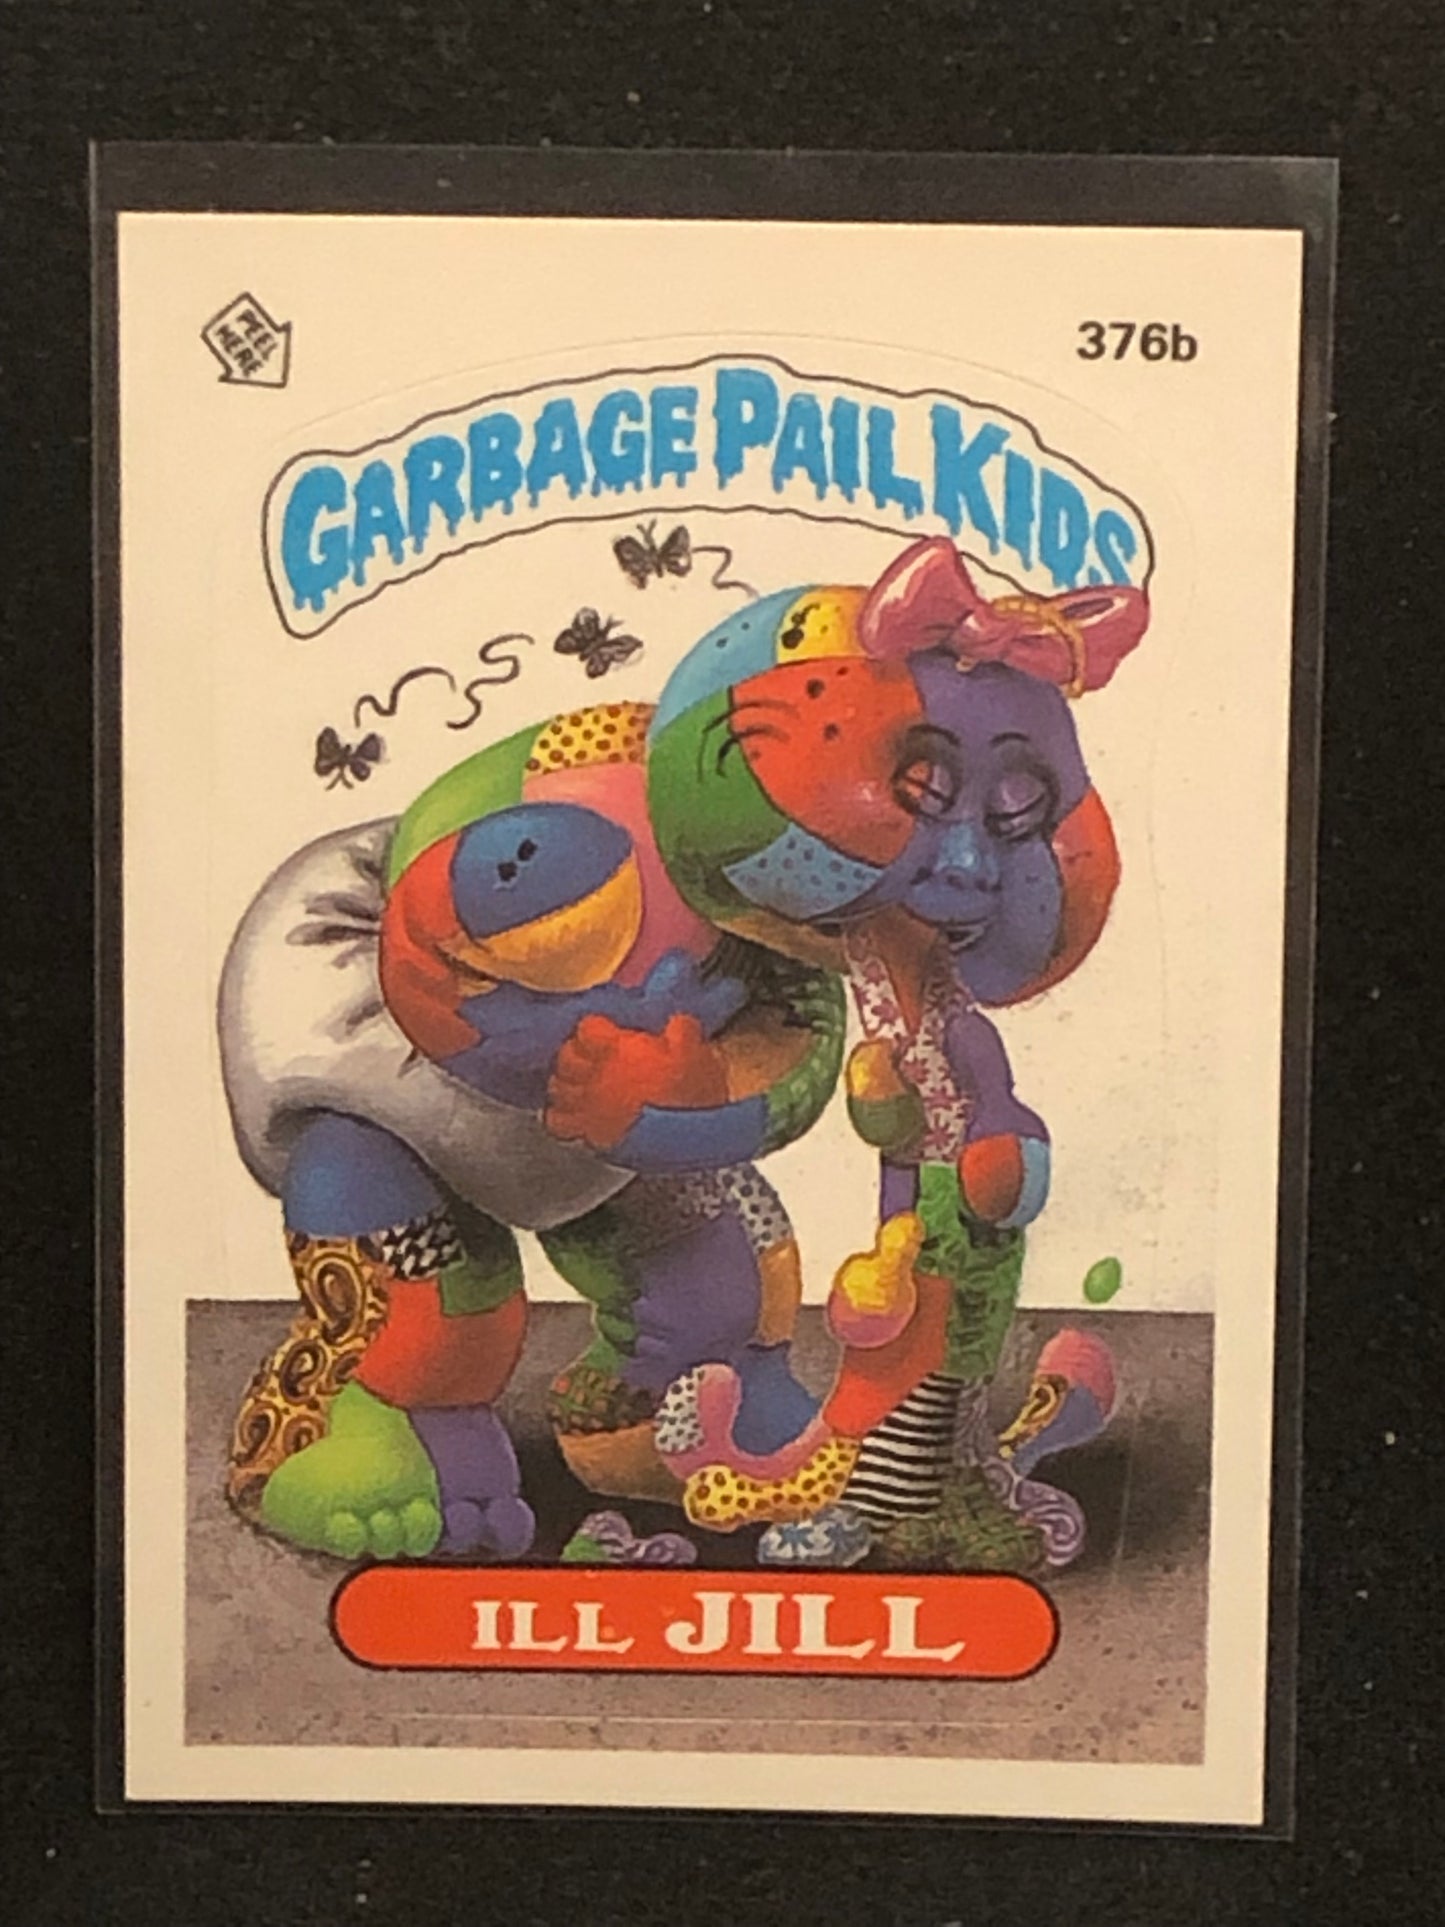 PEEL
HERE
376b
GARBAGE PAIL KIDS
ILL JILL